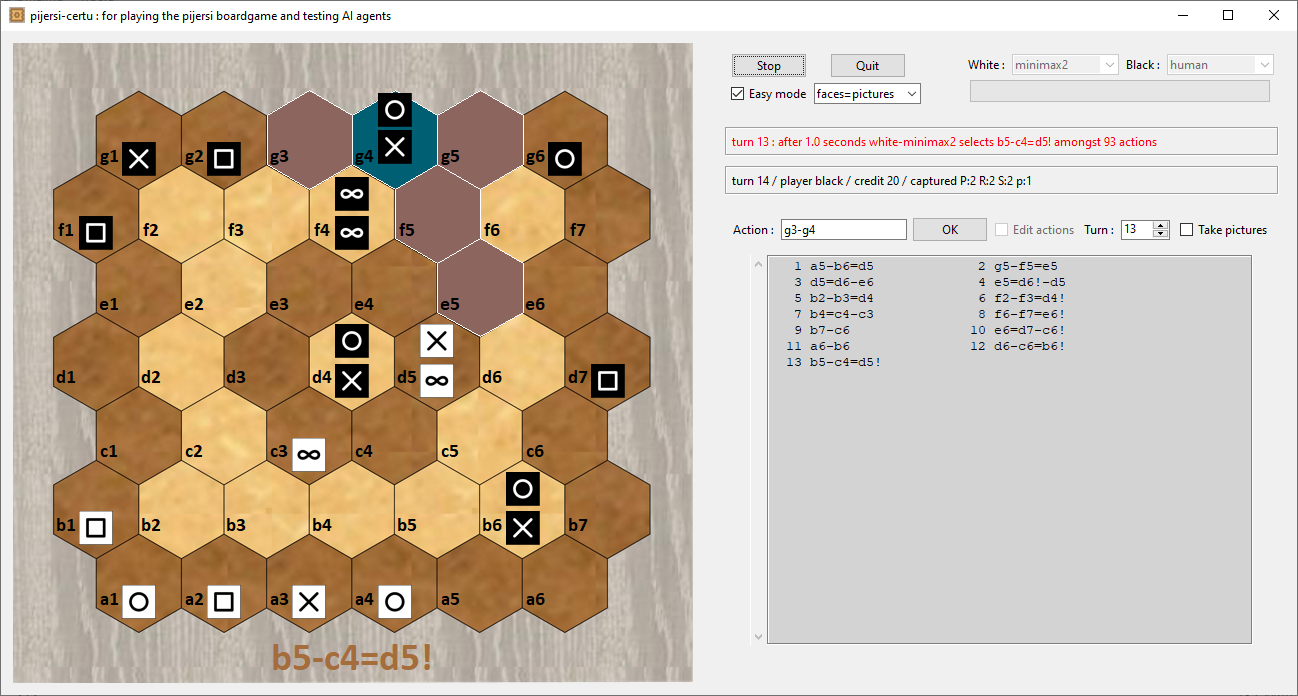 pijersi-certu : for playing the pijersi boardgame and testing AI agents
Stop Quit White : minimax2 Black : human
Easy mode faces=pictures
turn 13 : after 1.0 seconds white-minimax2 selects b5-c4=d5! amongst 93 actions
turn 14 / player black / credit 20 / captured P:2 R:2 S:2 p:1
Action : g3-g4 OK Edit actions Turn : 13 Take pictures
1 a5-b6=d5 2 g5-f5=e5
3 d5=d6-e6 4 e5=d6!-d5
5 b2-b3=d4 6 f2-f3=d4!
7 b4=c4-c3 8 f6-f7=e6!
9 b7-c6 10 e6=d7-c6!
11 a6-b6 12 d6-c6=b6!
13 b5-c4=d5!
g1 g2 g3 g4 g5 g6
f1 f2 f3 f4 f5 f6 f7
e1 e2 e3 e4 e5 e6
d1 d2 d3 d4 d5 d6 d7
c1 c2 c3 c4 c5 c6
b1 b2 b3 b4 b5 b6 b7
a1 a2 a3 a4 a5 a6
b5-c4=d5!